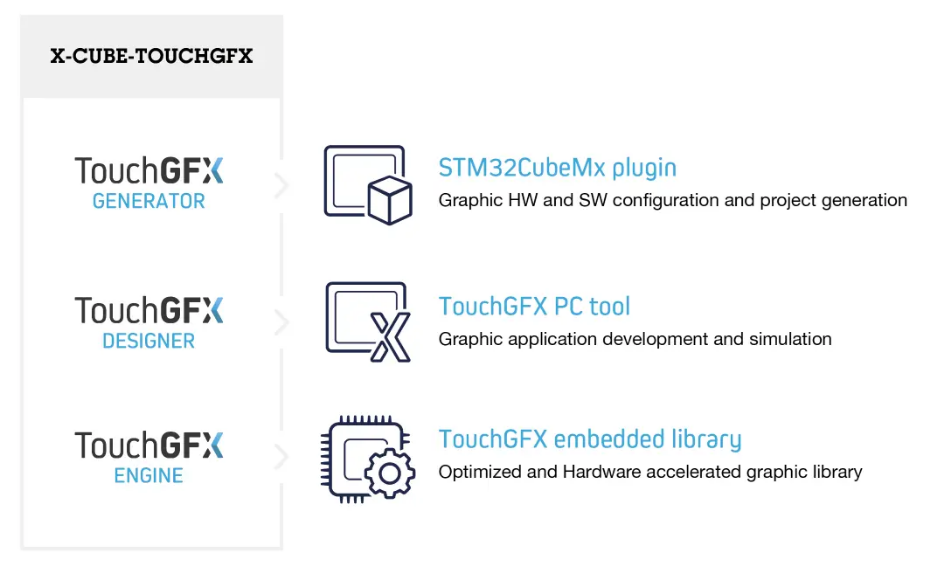 X-CUBE-TOUCHGFX
TouchGFX
GENERATOR
STM32CubeMx plugin
Graphic HW and SW configuration and project generation
TouchGFX
DESIGNER
TouchGFX PC tool
Graphic application development and simulation
TouchGFX
ENGINE
TouchGFX embedded library
Optimized and Hardware accelerated graphic library